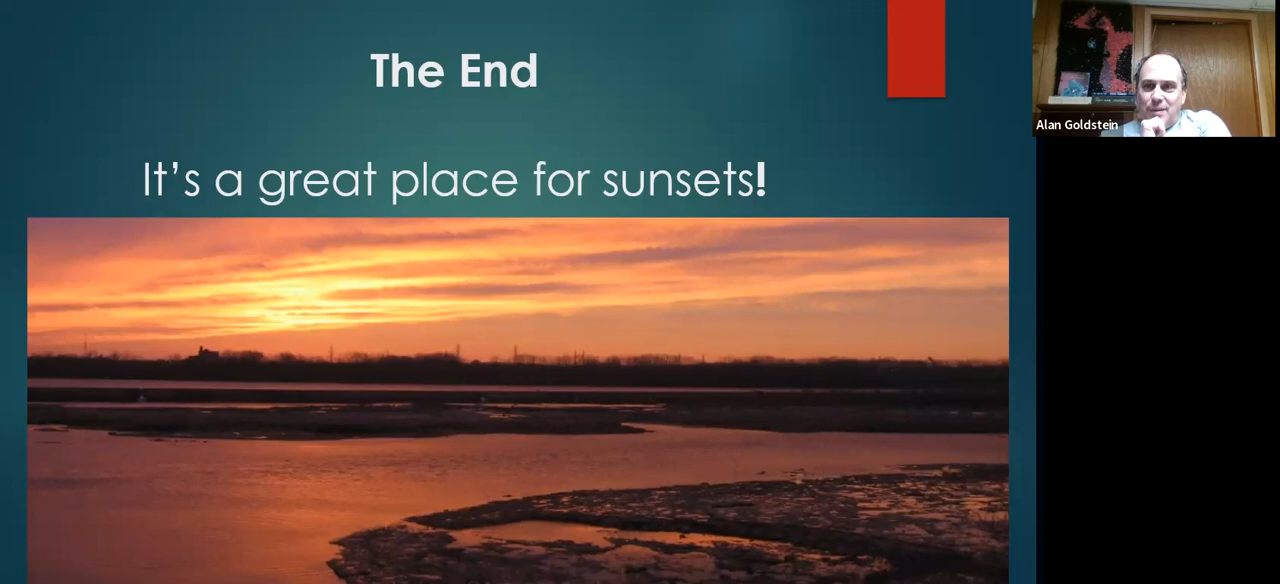 The End
It’s a great place for sunsets!
Alan Goldstein